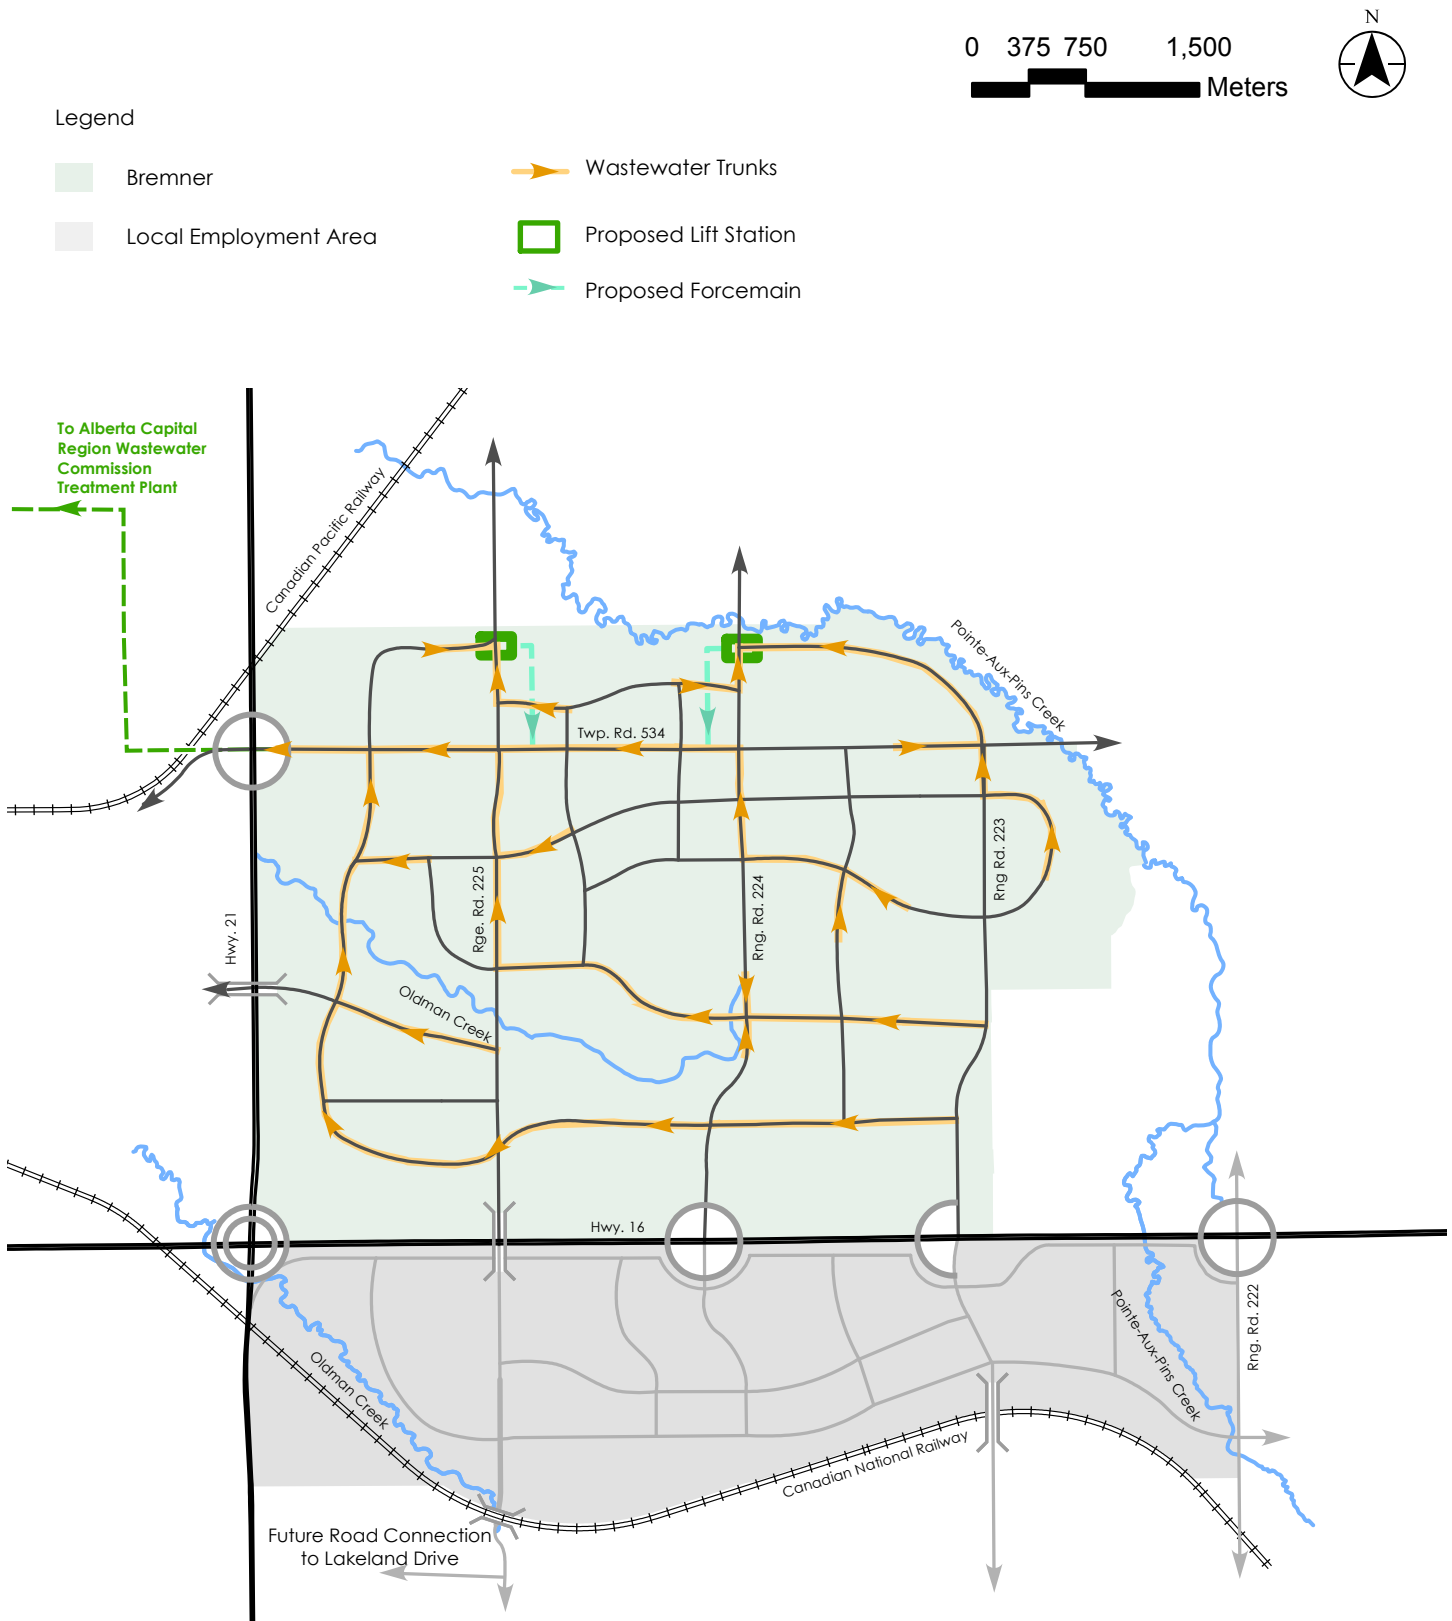 N
0 375 750 1,500
Meters
Legend
Bremner
Local Employment Area
Wastewater Trunks
Proposed Lift Station
Proposed Forcemain
To Alberta Capital
Region Wastewater
Commission
Treatment Plant
Canadian Pacific Railway
Pointe-Aux-Pins Creek
Twp. Rd. 534
Rng Rd. 223
Rge. Rd. 225
Rng. Rd. 224
Hwy. 21
Oldman Creek
Hwy. 16
Rng. Rd. 222
Pointe-Aux-Pins Creek
Oldman Creek
Canadian National Railway
Future Road Connection
to Lakeland Drive